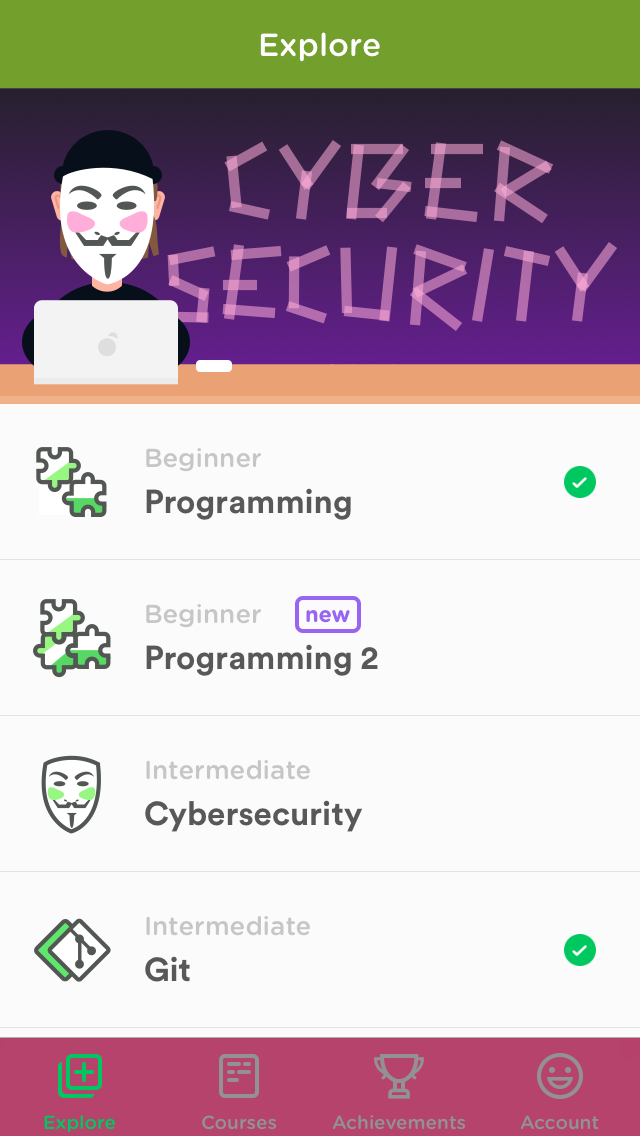 Explore
CYBER
SECURITY
Beginner
Programming
Beginner new
Programming 2
Intermediate
Cybersecurity
Intermediate
Git
Explore Courses Achievements Account